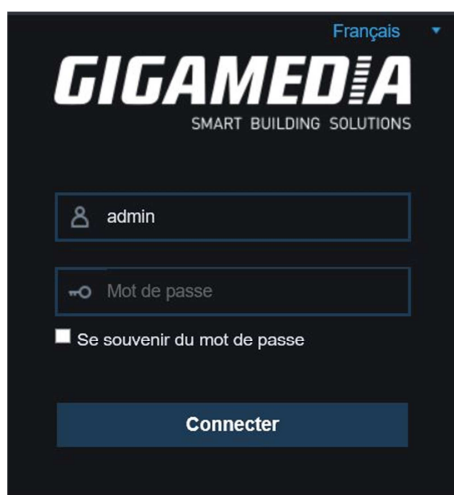 Français
GIGAMEDIA
SMART BUILDING SOLUTIONS
admin
Mot de passe
Se souvenir du mot de passe
Connecter